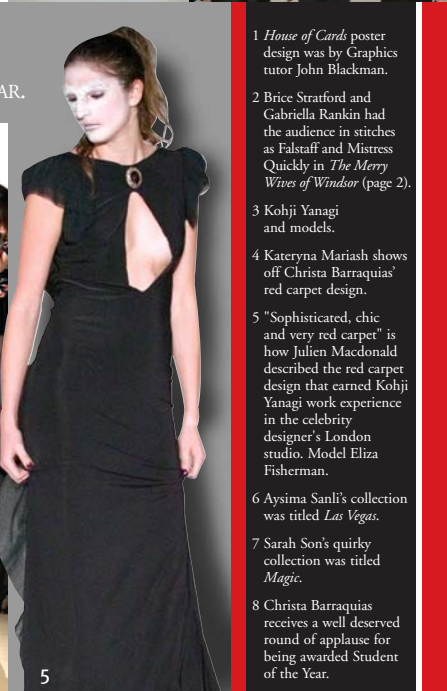 AR.
1 House of Cards poster
design was by Graphics
tutor John Blackman.
2 Brice Stratford and
Gabriella Rankin had
the audience in stitches
as Falstaff and Mistress
Quickly in The Merry
Wives of Windsor (page 2).
3 Kohji Yanagi
and models.
4 Kateryna Mariash shows
off Christa Barraquias'
red carpet design.
5 "Sophisticated, chic
and very red carpet" is
how Julien Macdonald
described the red carpet
design that earned Kohji
Yanagi work experience
in the celebrity
designer's London
studio. Model Eliza
Fisherman.
6 Aysima Sanli's collection
was titled Las Vegas.
7 Sarah Son's quirky
collection was titled
Magic.
8 Christa Barraquias
receives a well deserved
round of applause for
being awarded Student
of the Year.
5